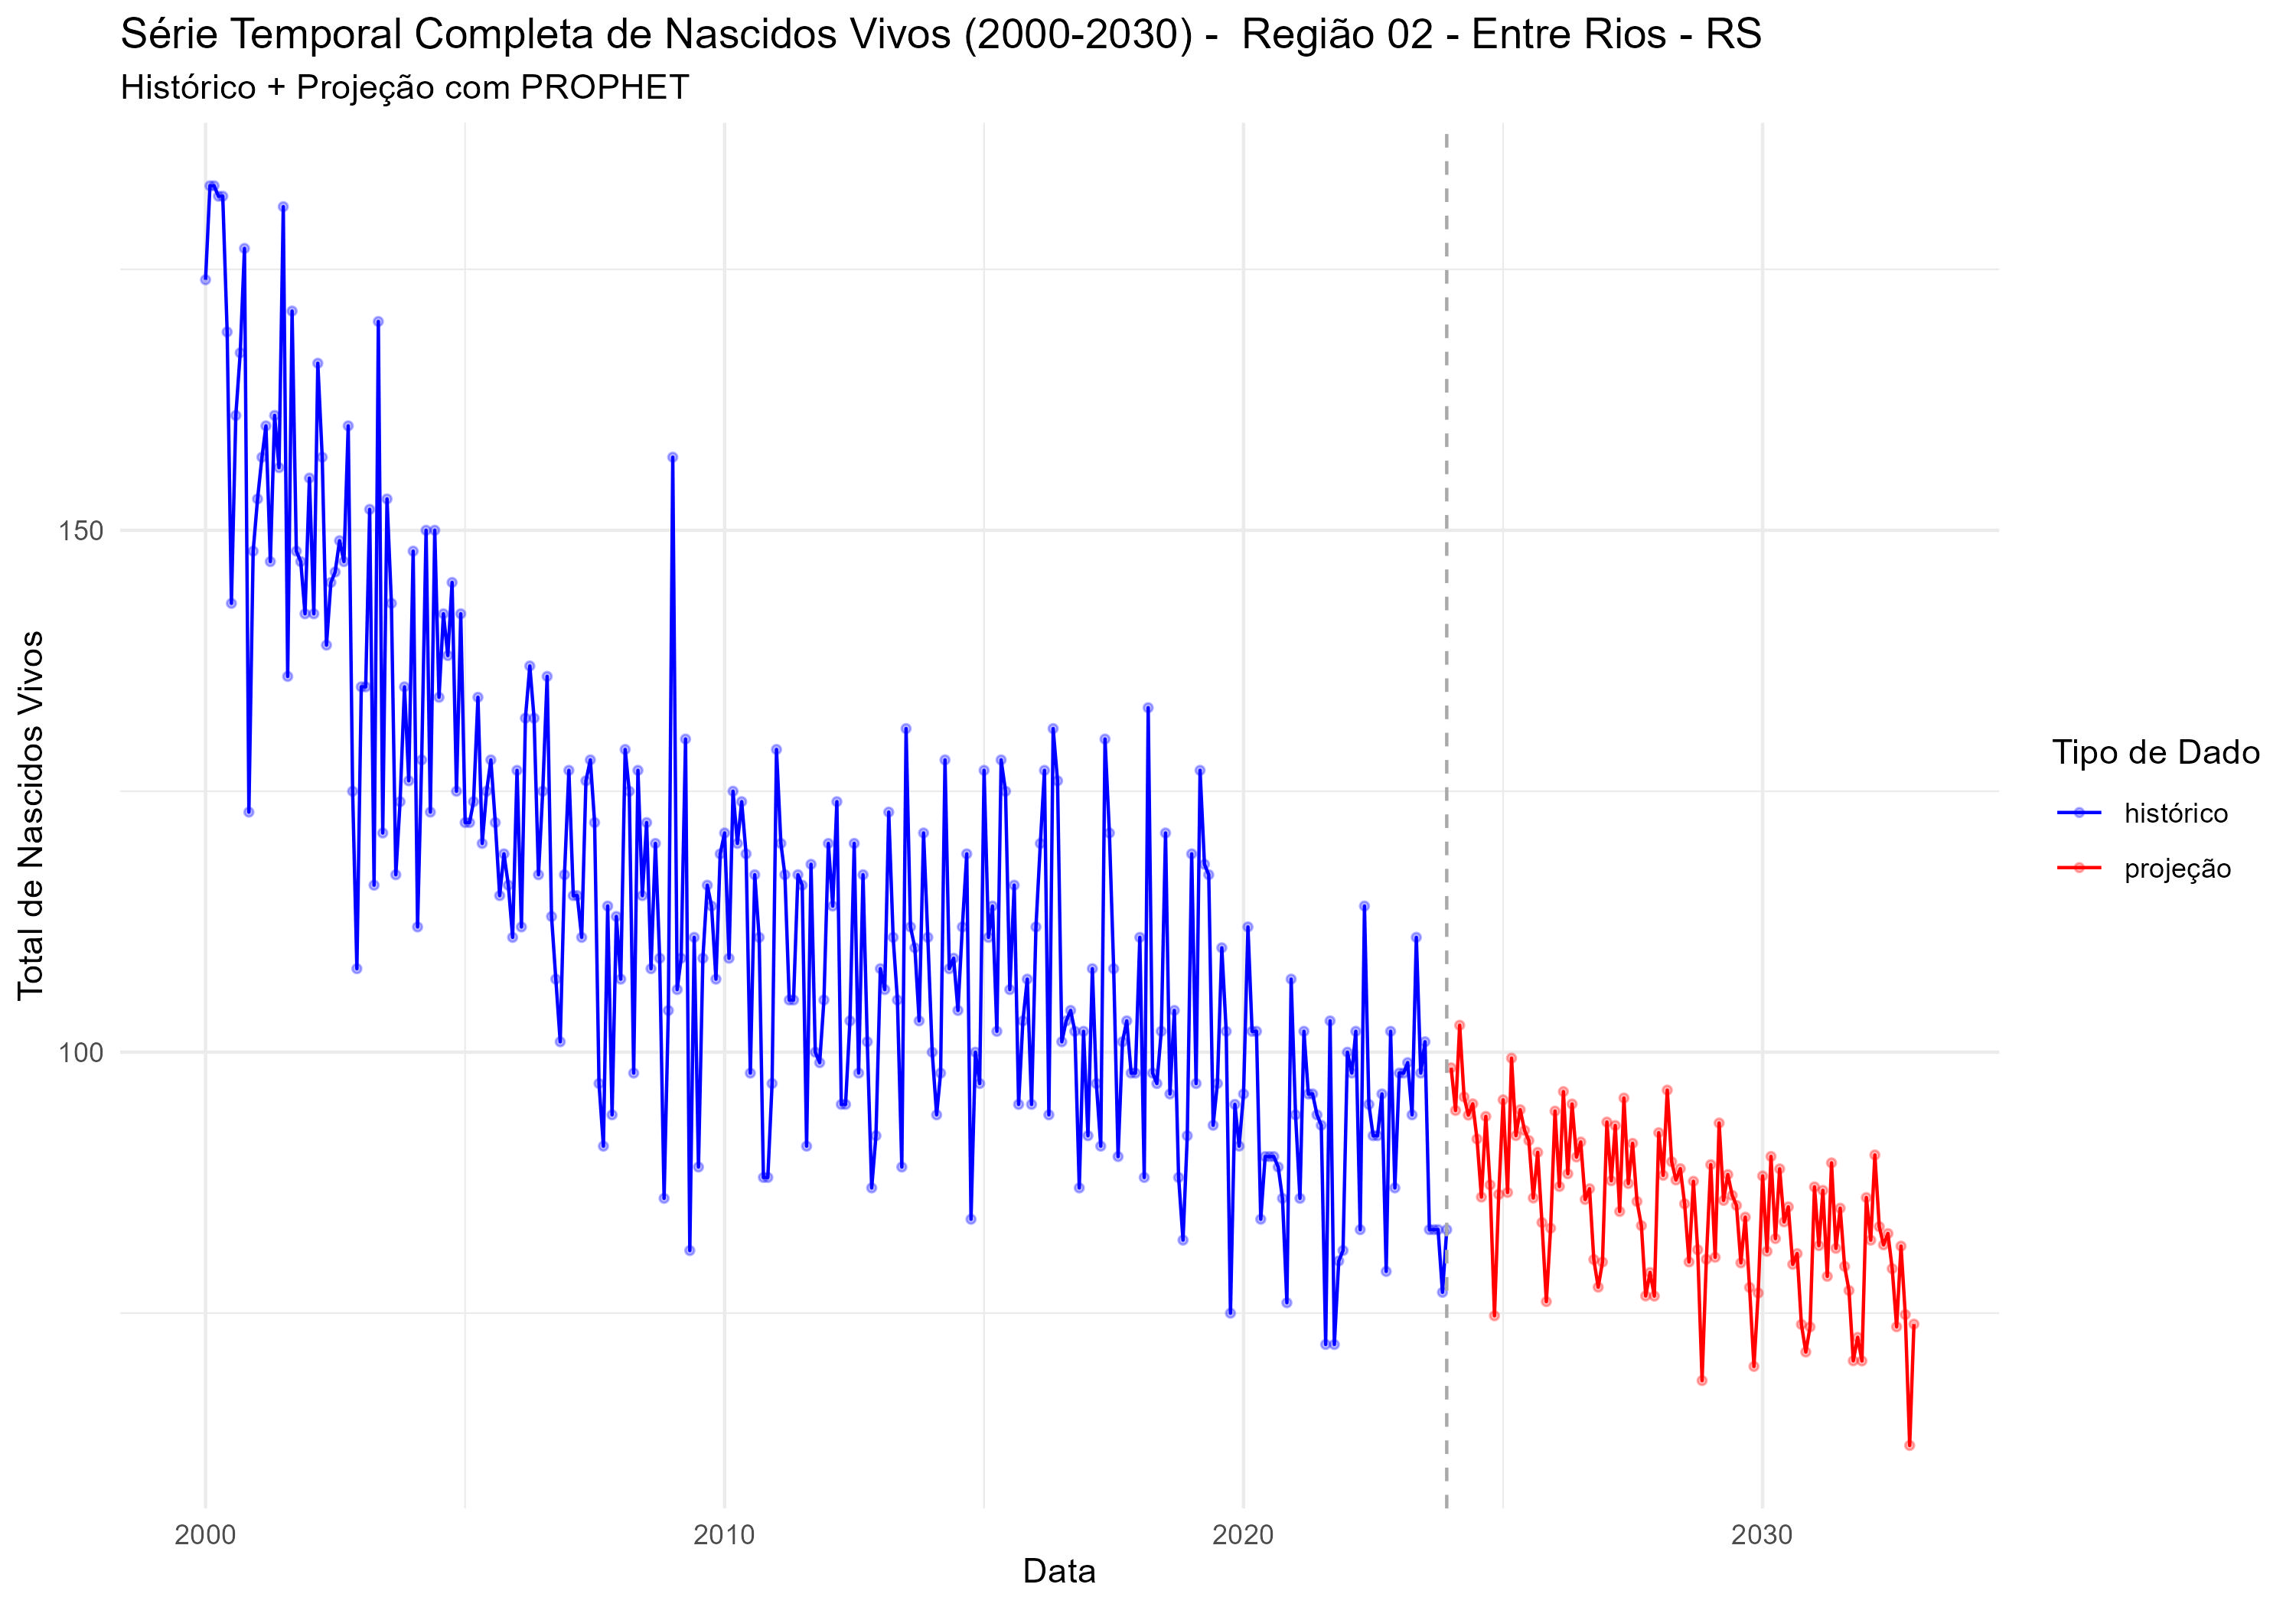 Série Temporal Completa de Nascidos Vivos (2000-2030) -  Região 02 - Entre Rios - RS
Histórico + Projeção com PROPHET
Total de Nascidos Vivos
150
100
2000
2010
2020
2030
Data
Tipo de Dado
histórico
projeção